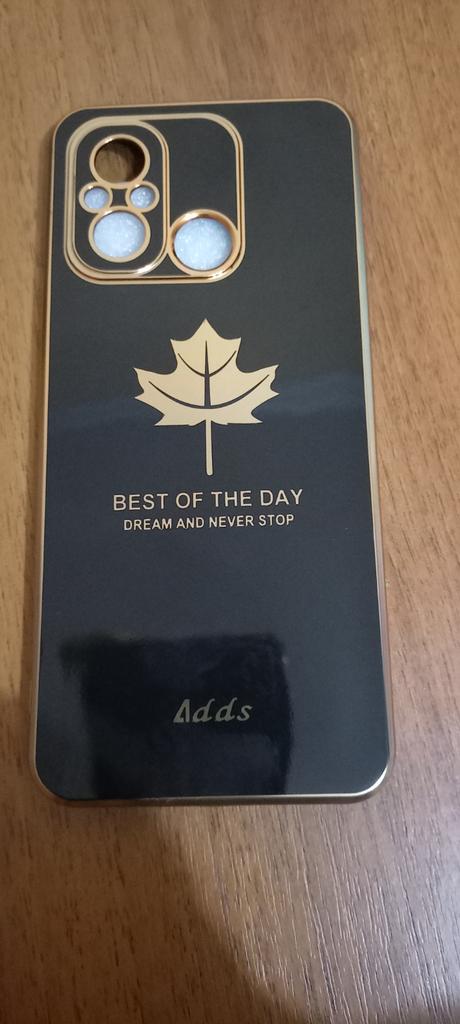 BEST OF THE DAY
DREAM AND NEVER STOP
Adds